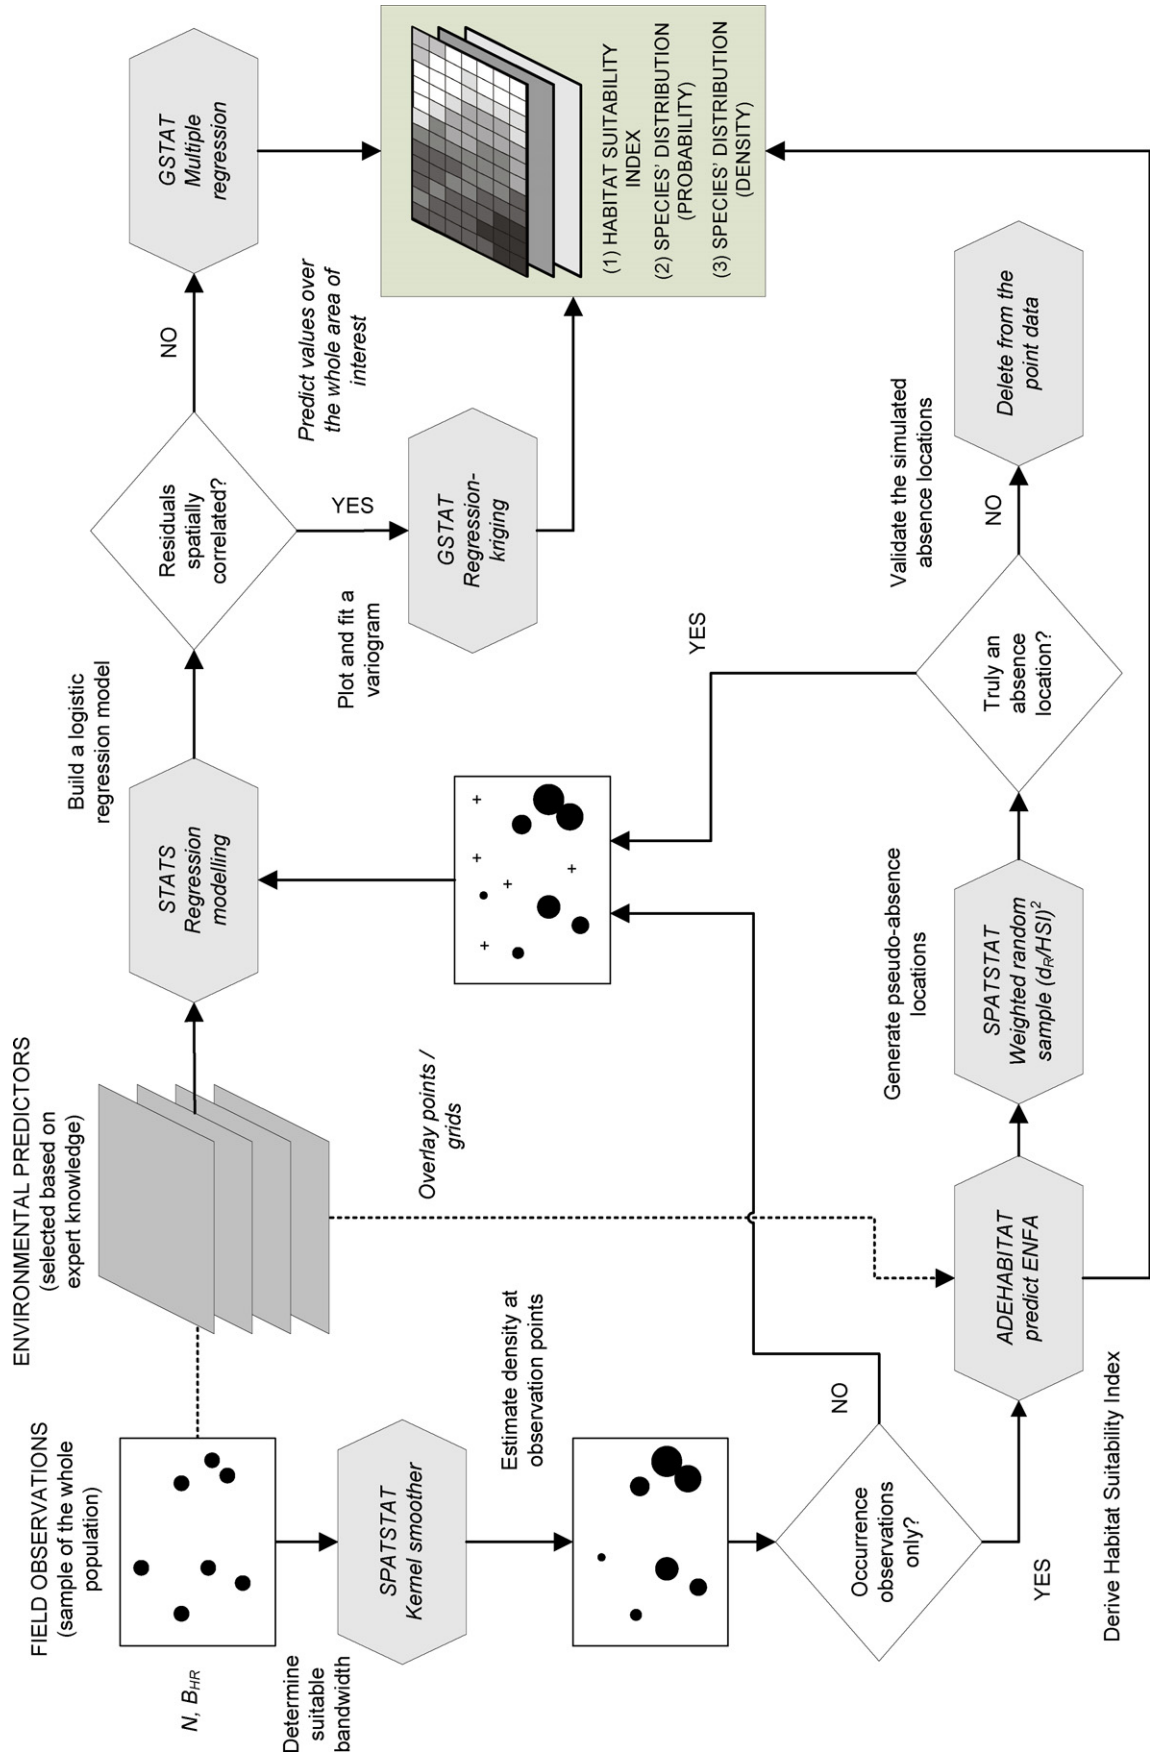 FIELD OBSERVATIONS
(sample of the whole
population)
N, BHR
Determine
suitable
bandwidth
SPATSTAT
Kernel smoother
Estimate density at
observation points
Occurrence
observations
only?
NO
YES
Derive Habitat Suitability Index
ENVIRONMENTAL PREDICTORS
(selected based on
expert knowledge)
Overlay points /
grids
ADEHABITAT
predict ENFA
Generate pseudo-absence
locations
SPATSTAT
Weighted random
sample (dR/HSI)²
Truly an
absence
location?
YES
NO
Validate the simulated
absence locations
Delete from the
point data
STATS
Regression
modelling
Build a logistic
regression model
Residuals
spatially
correlated?
NO
YES
Plot and fit a
variogram
GSTAT
Regression-
kriging
Predict values over
the whole area of
interest
GSTAT
Multiple
regression
(1) HABITAT SUITABILITY
INDEX
(2) SPECIES' DISTRIBUTION
(PROBABILITY)
(3) SPECIES' DISTRIBUTION
(DENSITY)